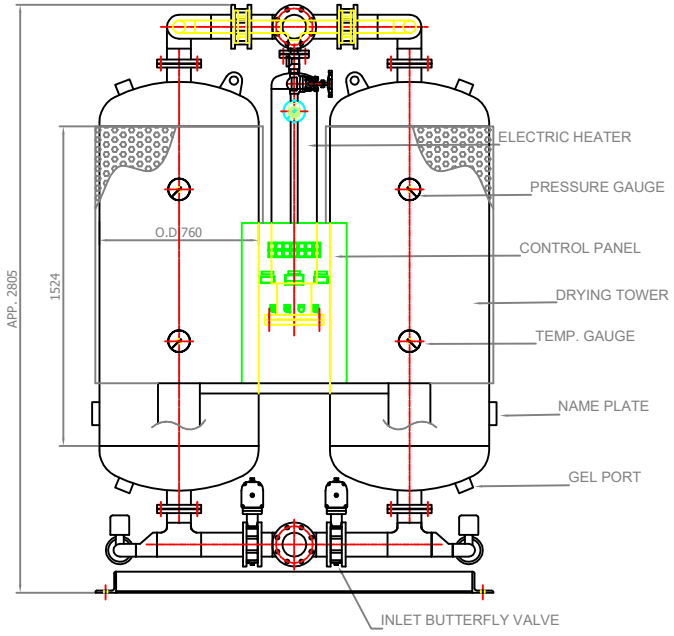 ELECTRIC HEATER
PRESSURE GAUGE
O.D 760
CONTROL PANEL
APP. 2805
1524
DRYING TOWER
TEMP. GAUGE
NAME PLATE
GEL PORT
INLET BUTTERFLY VALVE